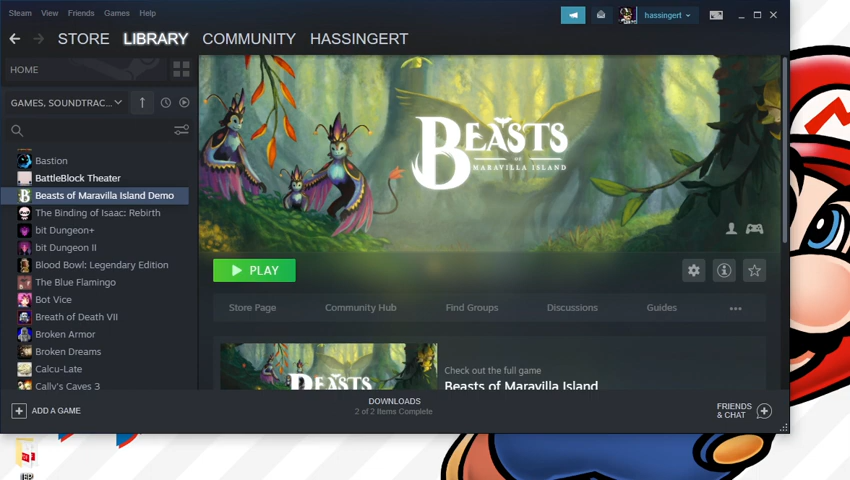 Steam View Friends Games Help
hassingert
STORE LIBRARY COMMUNITY HASSINGERT
HOME
GAMES, SOUNDTRAC...
Bastion
BattleBlock Theater
Beasts of Maravilla Island Demo
The Binding of Isaac: Rebirth
bit Dungeon+
bit Dungeon II
Blood Bowl: Legendary Edition
The Blue Flamingo
Bot Vice
Breath of Death VII
Broken Armor
Broken Dreams
Calcu-Late
Cally's Caves 3
BEASTS
OF
MARAVILLA ISLAND
PLAY
Store Page Community Hub Find Groups Discussions Guides
BEASTS
Check out the full game
Beasts of Maravilla Island
ADD A GAME
DOWNLOADS
2 of 2 Items Complete
FRIENDS
& CHAT